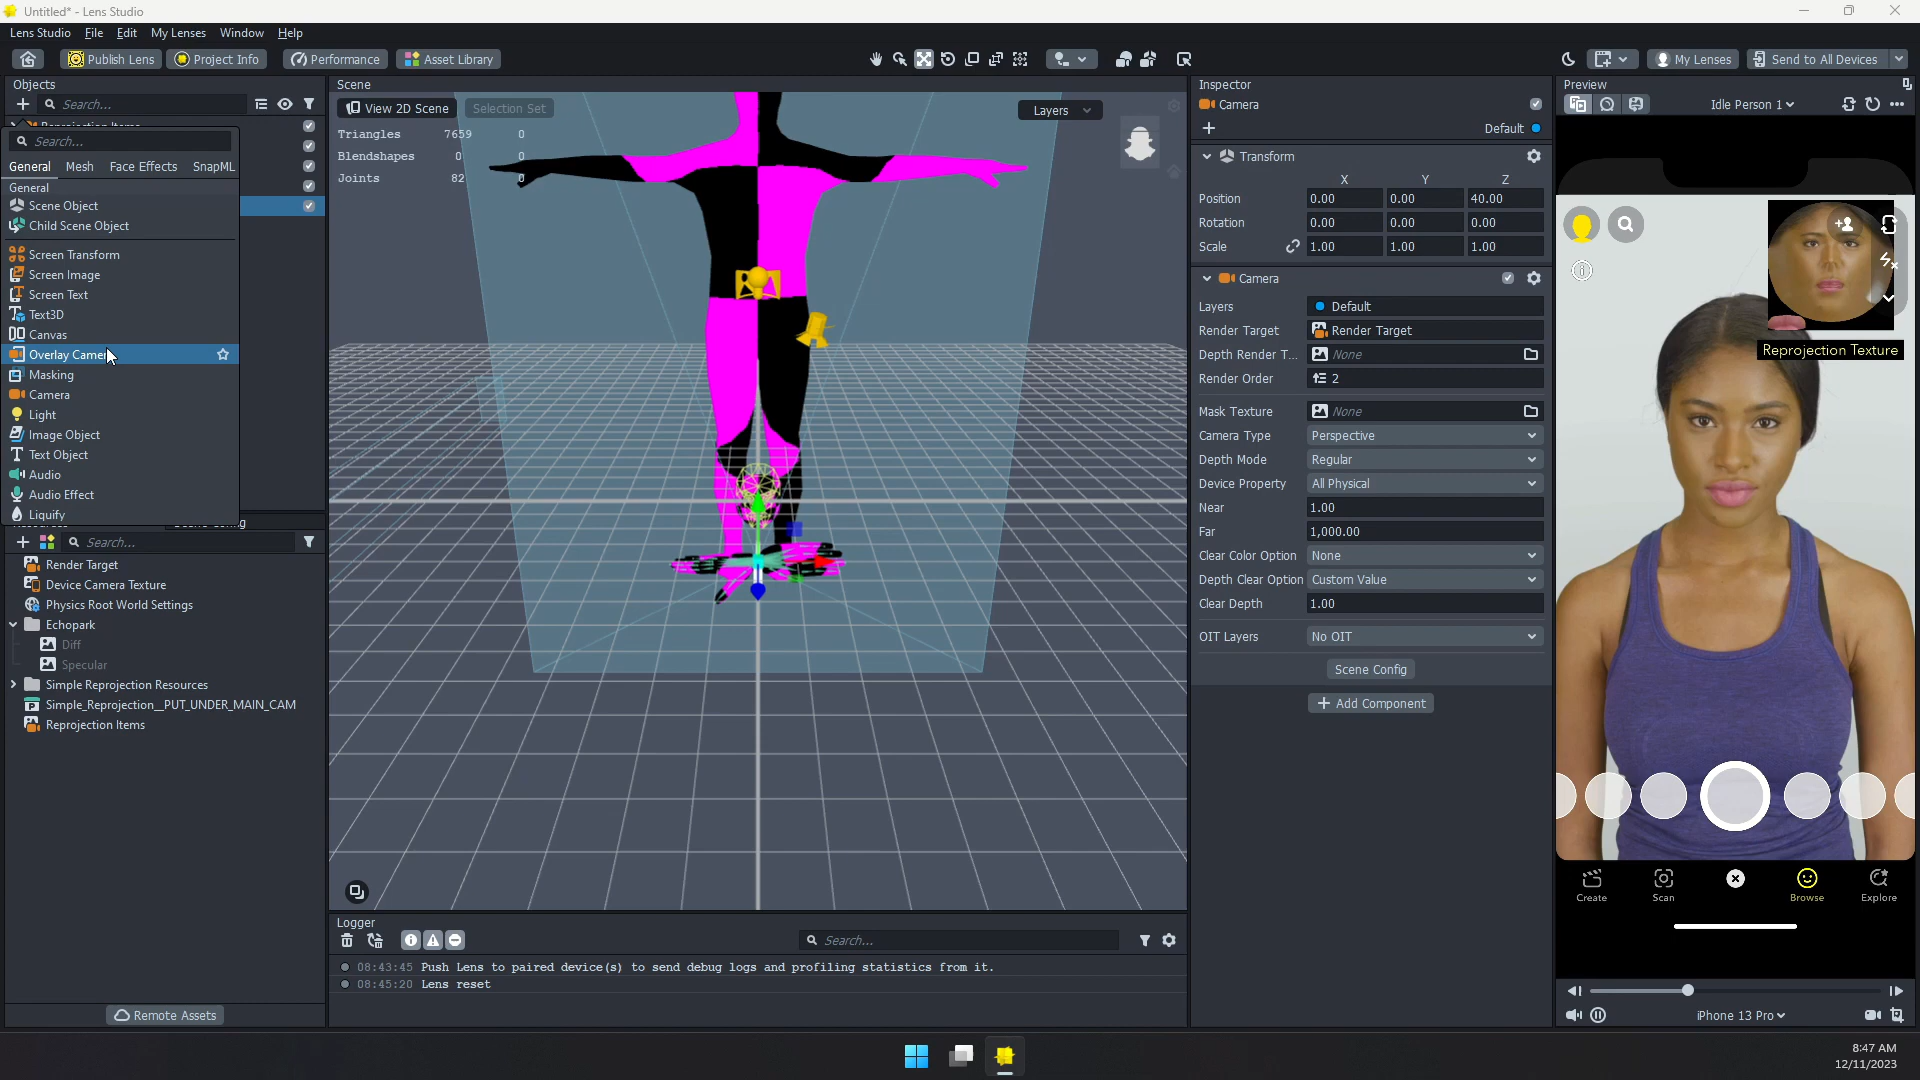 Untitled* - Lens Studio
Lens Studio File Edit My Lenses Window Help
Publish Lens Project Info Performance Asset Library My Lenses Send to All Devices
Objects
Search...
Search...
General Mesh Face Effects SnapML
General
Scene Object
Child Scene Object
Screen Transform
Screen Image
Screen Text
Text3D
Canvas
Overlay Camer
Masking
Camera
Light
Image Object
Text Object
Audio
Audio Effect
Liquify
Search...
Render Target
Device Camera Texture
Physics Root World Settings
Echopark
Diff
Specular
Simple Reprojection Resources
Simple_Reprojection__PUT_UNDER_MAIN_CAM
Reprojection Items
Remote Assets
Scene
View 2D Scene Selection Set Layers
Triangles 7659 0
Blendshapes 0 0
Joints 82 0
Logger
Search...
08:43:45 Push Lens to paired device(s) to send debug logs and profiling statistics from it.
08:45:20 Lens reset
Inspector
Camera
Default
Transform
X Y Z
Position 0.00 0.00 40.00
Rotation 0.00 0.00 0.00
Scale 1.00 1.00 1.00
Camera
Layers Default
Render Target Render Target
Depth Render T... None
Render Order 2
Mask Texture None
Camera Type Perspective
Depth Mode Regular
Device Property All Physical
Near 1.00
Far 1,000.00
Clear Color Option None
Depth Clear Option Custom Value
Clear Depth 1.00
OIT Layers No OIT
Scene Config
Add Component
Preview
Idle Person 1
Reprojection Texture
Create Scan Browse Explore
iPhone 13 Pro
8:47 AM
12/11/2023